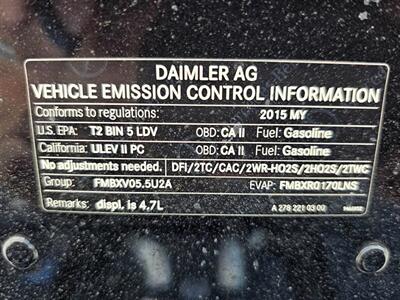 DAIMLER AG
VEHICLE EMISSION CONTROL INFORMATION
Conforms to regulations: 2015 MY
U.S. EPA: T2 BIN 5 LDV OBD: CA II Fuel: Gasoline
California: ULEV II PC OBD: CA II Fuel: Gasoline
No adjustments needed. DFI/2TC/CAC/2WR-HO2S/2HO2S/2TWC
Group: FMBXV05.5U2A EVAP: FMBXR0170LNS
Remarks: displ. is 4,7L A 278 221 03 00